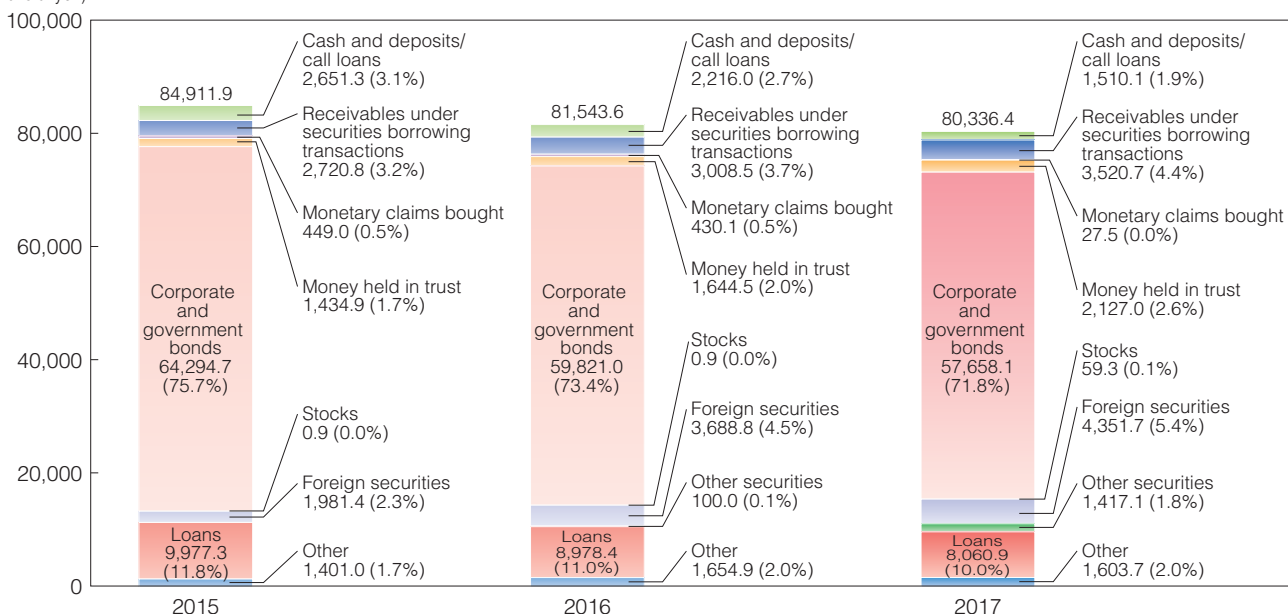 100,000
80,000
60,000
40,000
20,000
0
84,911.9
Cash and deposits/
call loans
2,651.3 (3.1%)
Receivables under
securities borrowing
transactions
2,720.8 (3.2%)
Monetary claims bought
449.0 (0.5%)
Money held in trust
1,434.9 (1.7%)
Corporate
and
government
bonds
64,294.7
(75.7%)
Stocks
0.9 (0.0%)
Foreign securities
1,981.4 (2.3%)
Loans
9,977.3
(11.8%)
Other
1,401.0 (1.7%)
2015
81,543.6
Cash and deposits/
call loans
2,216.0 (2.7%)
Receivables under
securities borrowing
transactions
3,008.5 (3.7%)
Monetary claims bought
430.1 (0.5%)
Money held in trust
1,644.5 (2.0%)
Corporate
and
government
bonds
59,821.0
(73.4%)
Stocks
0.9 (0.0%)
Foreign securities
3,688.8 (4.5%)
Other securities
100.0 (0.1%)
Loans
8,978.4
(11.0%)
Other
1,654.9 (2.0%)
2016
80,336.4
Cash and deposits/
call loans
1,510.1 (1.9%)
Receivables under
securities borrowing
transactions
3,520.7 (4.4%)
Monetary claims bought
27.5 (0.0%)
Money held in trust
2,127.0 (2.6%)
Corporate
and
government
bonds
57,658.1
(71.8%)
Stocks
59.3 (0.1%)
Foreign securities
4,351.7 (5.4%)
Other securities
1,417.1 (1.8%)
Loans
8,060.9
(10.0%)
Other
1,603.7 (2.0%)
2017